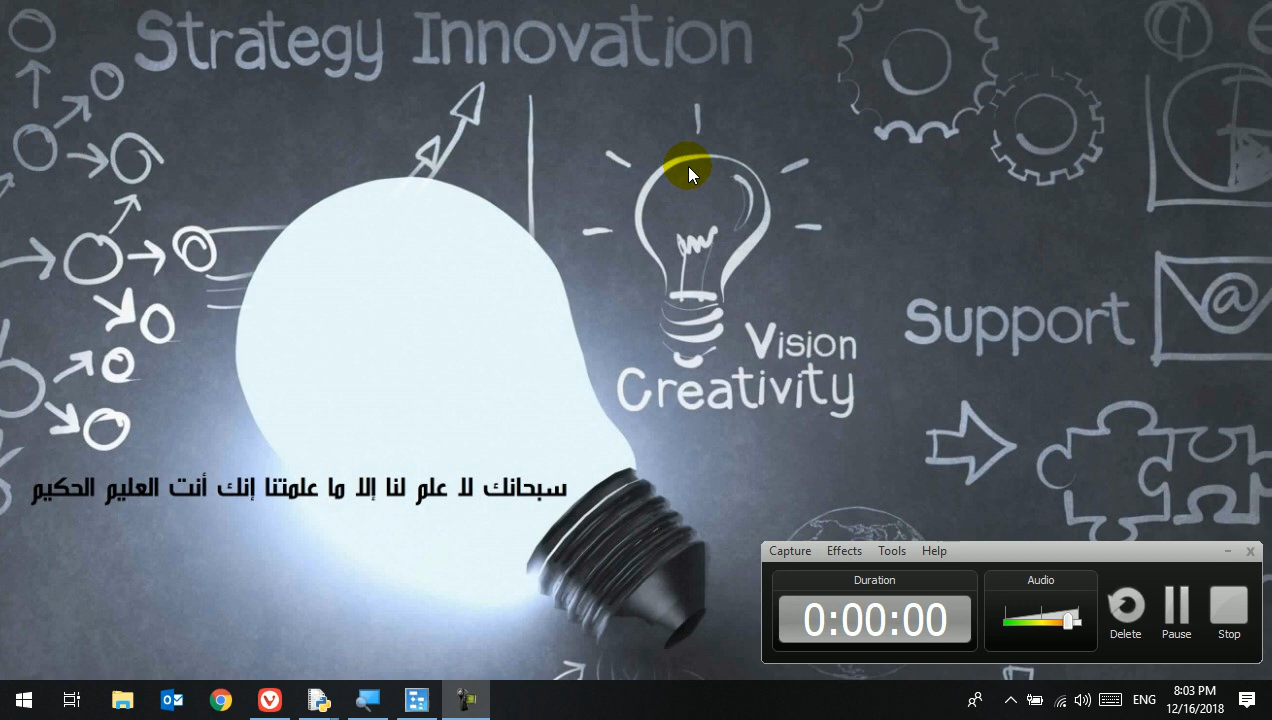 Strategy Innovation
Vision
Creativity
Support
@
سبحانك لا علم لنا إلا ما علمتنا إنك أنت العليم الحكيم
Capture Effects Tools Help
Duration
Audio
0:00:00
Delete
Pause
Stop
ENG
8:03 PM
12/16/2018